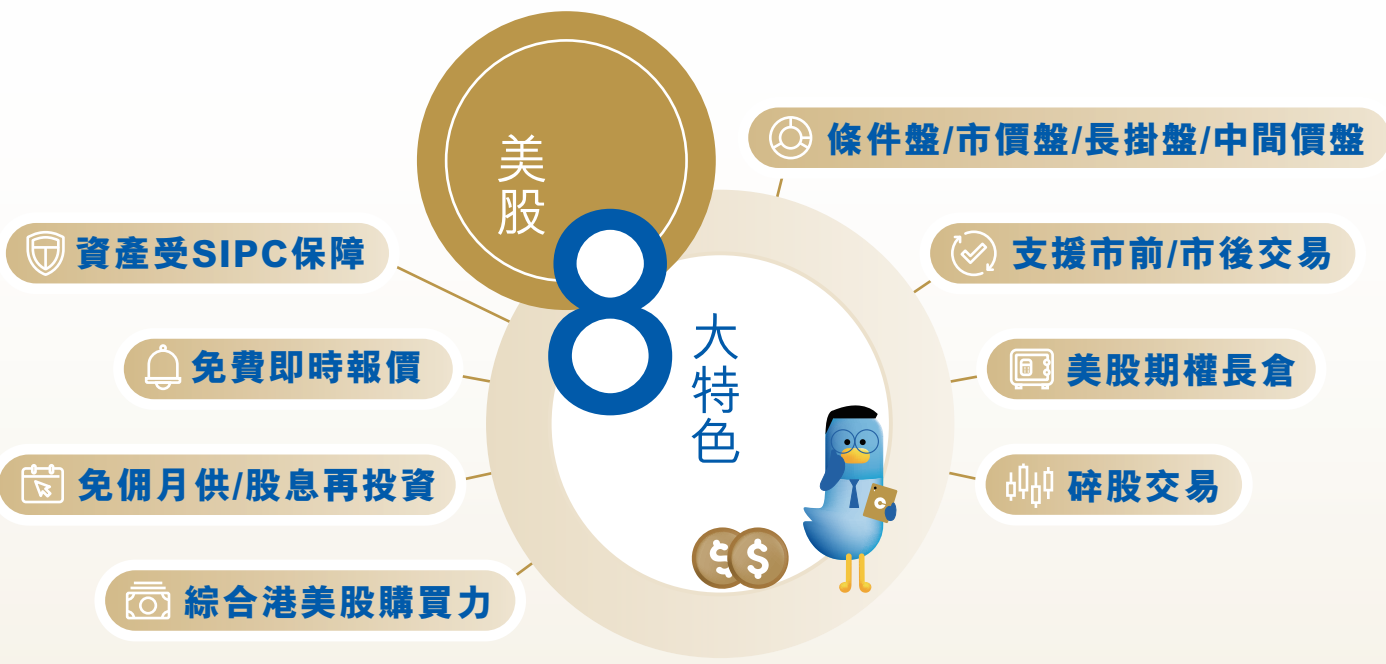 美股
8
大特色
資產受SIPC保障
免費即時報價
免佣月供/股息再投資
綜合港美股購買力
條件盤/市價盤/長掛盤/中間價盤
支援市前/市後交易
美股期權長倉
碎股交易
$$